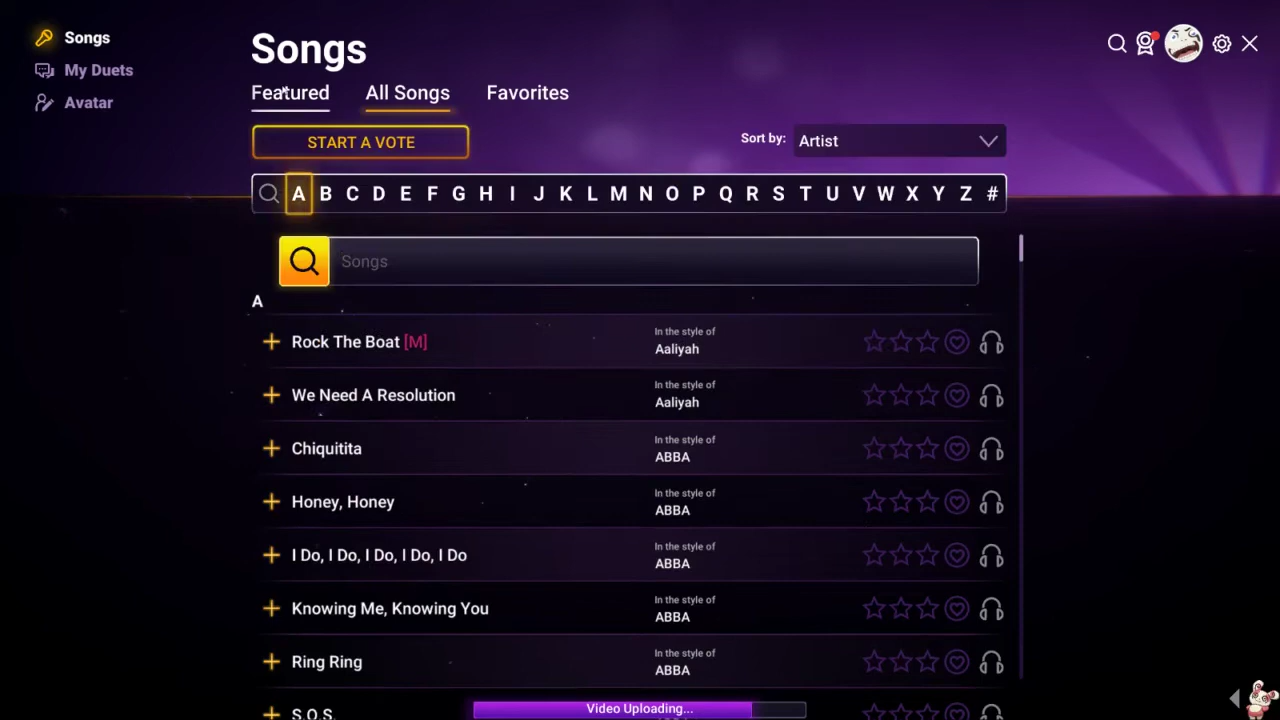 Songs
My Duets
Avatar
Songs
Featured All Songs Favorites
START A VOTE
Sort by: Artist
A B C D E F G H I J K L M N O P Q R S T U V W X Y Z #
Songs
A
Rock The Boat [M] In the style of Aaliyah
We Need A Resolution In the style of Aaliyah
Chiquitita In the style of ABBA
Honey, Honey In the style of ABBA
I Do, I Do, I Do, I Do, I Do In the style of ABBA
Knowing Me, Knowing You In the style of ABBA
Ring Ring In the style of ABBA
S.O.S.
Video Uploading...